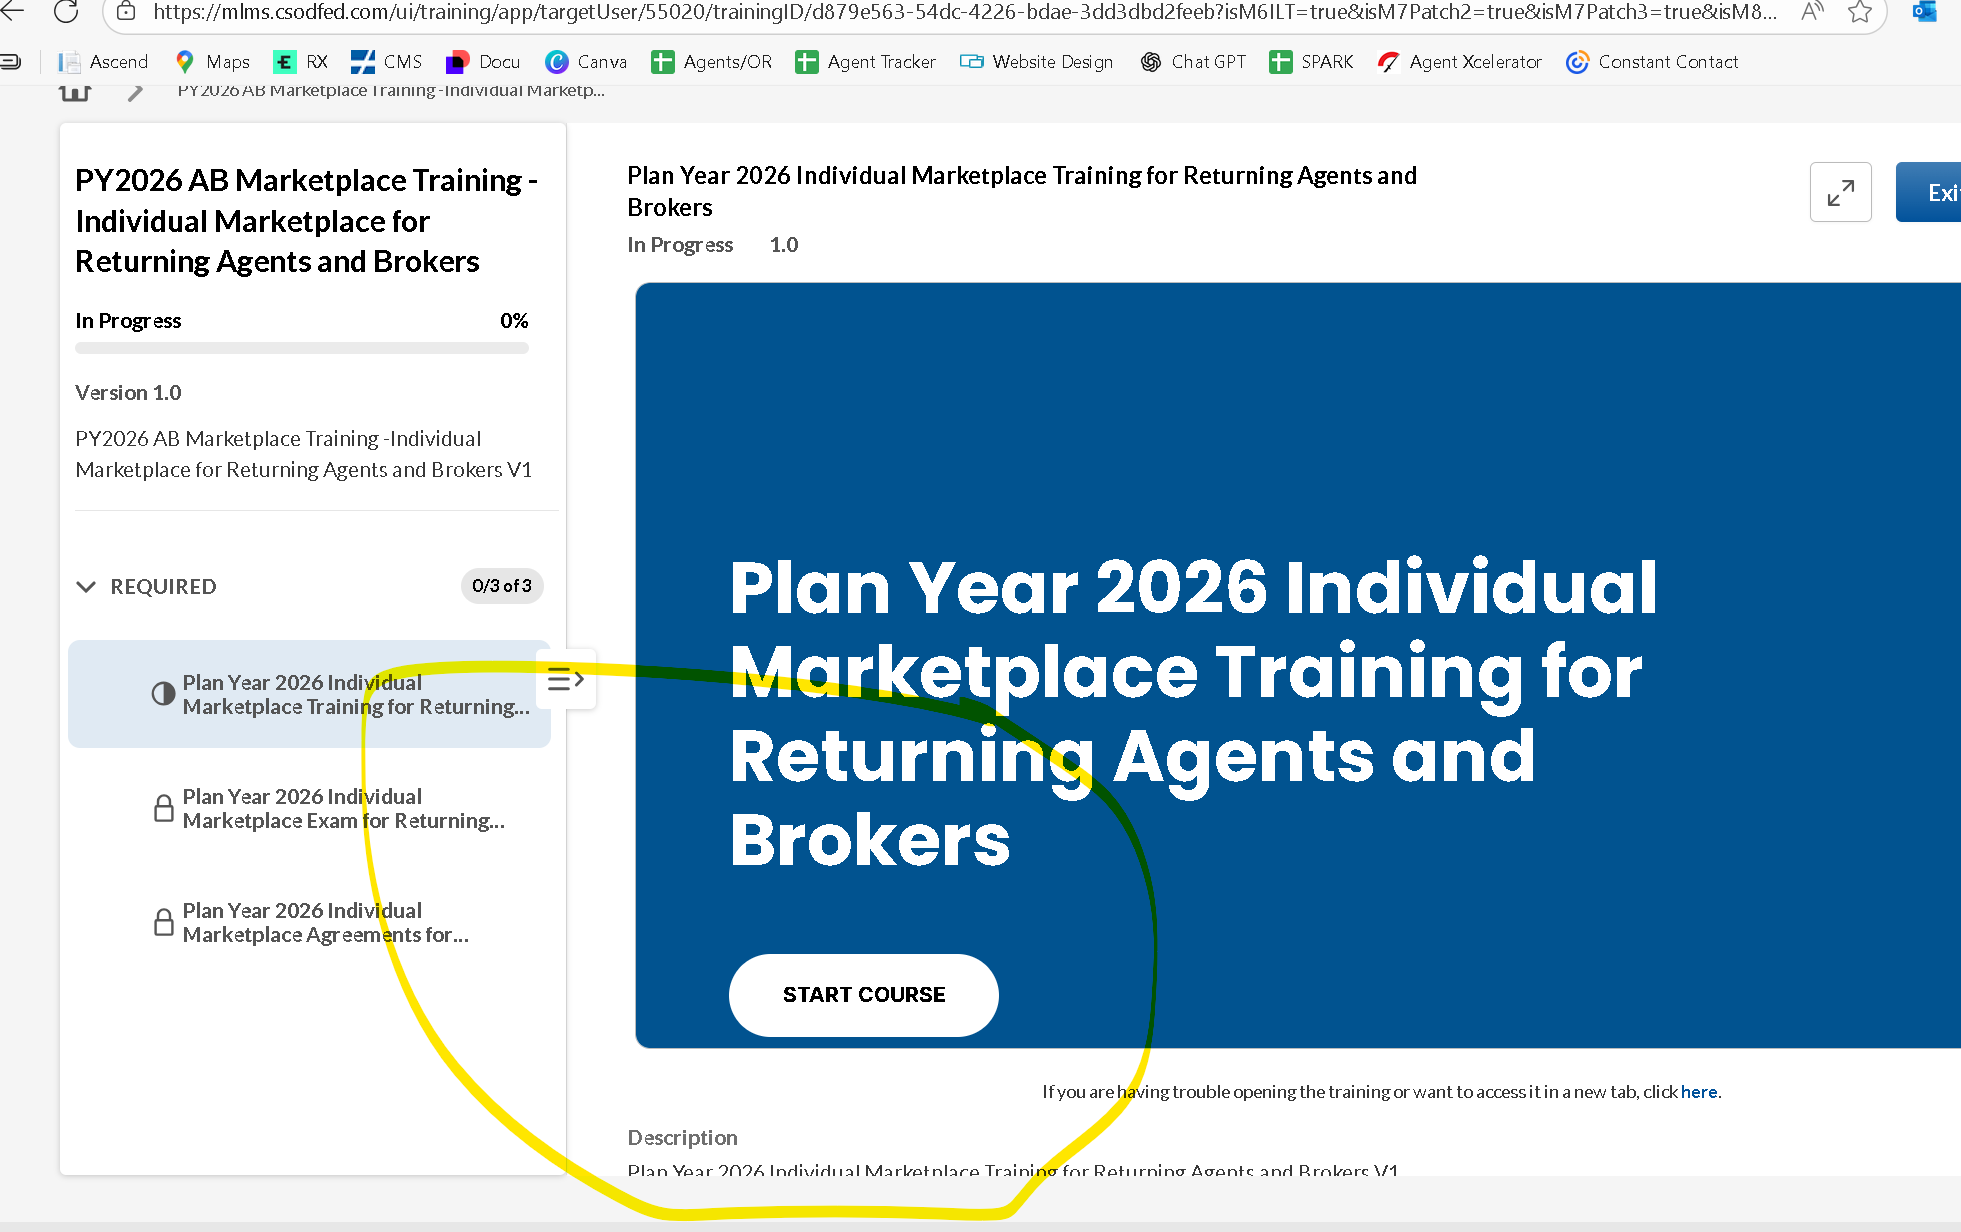 https://mlms.csodfed.com/ui/training/app/targetUser/55020/trainingID/d879e563-54dc-4226-bdae-3dd3dbd2feeb?isM6ILT=true&isM7Patch2=true&isM7Patch3=true&isM8...
Ascend Maps RX CMS Docu Canva Agents/OR Agent Tracker Website Design Chat GPT SPARK Agent Xcelerator Constant Contact
PY2026 AB Marketplace Training -Individual Marketp...
PY2026 AB Marketplace Training -
Individual Marketplace for
Returning Agents and Brokers
In Progress 0%
Version 1.0
PY2026 AB Marketplace Training -Individual
Marketplace for Returning Agents and Brokers V1
REQUIRED 0/3 of 3
Plan Year 2026 Individual
Marketplace Training for Returning...
Plan Year 2026 Individual
Marketplace Exam for Returning...
Plan Year 2026 Individual
Marketplace Agreements for...
Plan Year 2026 Individual Marketplace Training for Returning Agents and
Brokers
In Progress 1.0
Plan Year 2026 Individual
Marketplace Training for
Returning Agents and
Brokers
START COURSE
If you are having trouble opening the training or want to access it in a new tab, click here.
Description
Plan Year 2026 Individual Marketplace Training for Returning Agents and Brokers V1